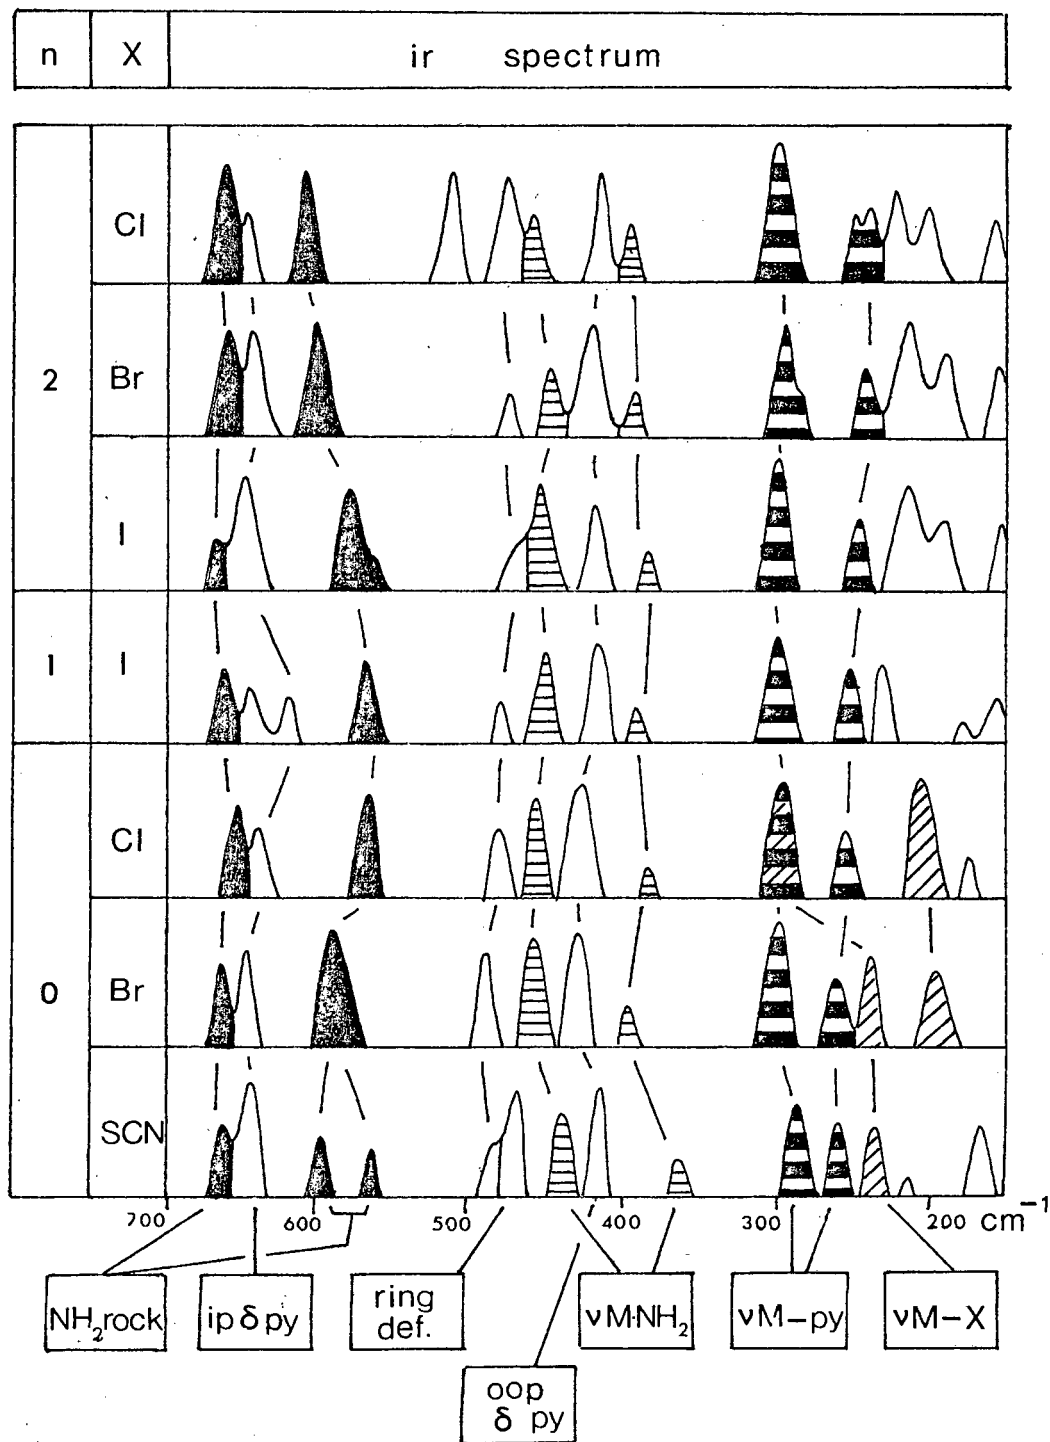 n X ir spectrum
Cl
2 Br
I
1 I
Cl
0 Br
SCN
700 600 500 400 300 200 cm⁻¹
NH₂rock
ip δ py
ring
def.
νM-NH₂
νM-py
νM-X
oop
δ py